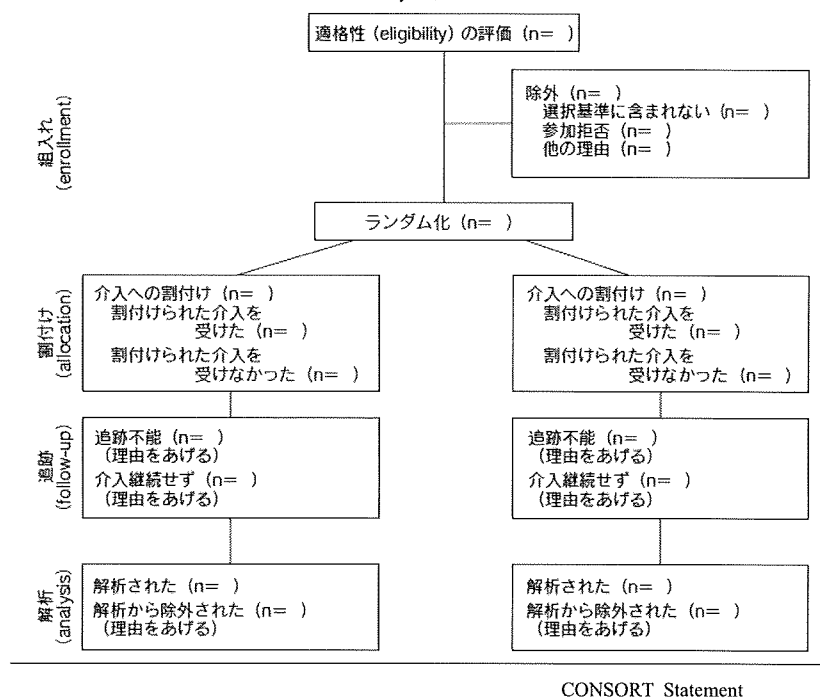 適格性 (eligibility) の評価 (n= )
組入れ
(enrollment)
除外 (n= )
選択基準に含まれない (n= )
参加拒否 (n= )
他の理由 (n= )
ランダム化 (n= )
割付け
(allocation)
介入への割付け (n= )
割付けられた介入を
受けた (n= )
割付けられた介入を
受けなかった (n= )
介入への割付け (n= )
割付けられた介入を
受けた (n= )
割付けられた介入を
受けなかった (n= )
追跡
(follow-up)
追跡不能 (n= )
(理由をあげる)
介入継続せず (n= )
(理由をあげる)
追跡不能 (n= )
(理由をあげる)
介入継続せず (n= )
(理由をあげる)
解析
(analysis)
解析された (n= )
解析から除外された (n= )
(理由をあげる)
解析された (n= )
解析から除外された (n= )
(理由をあげる)
CONSORT Statement